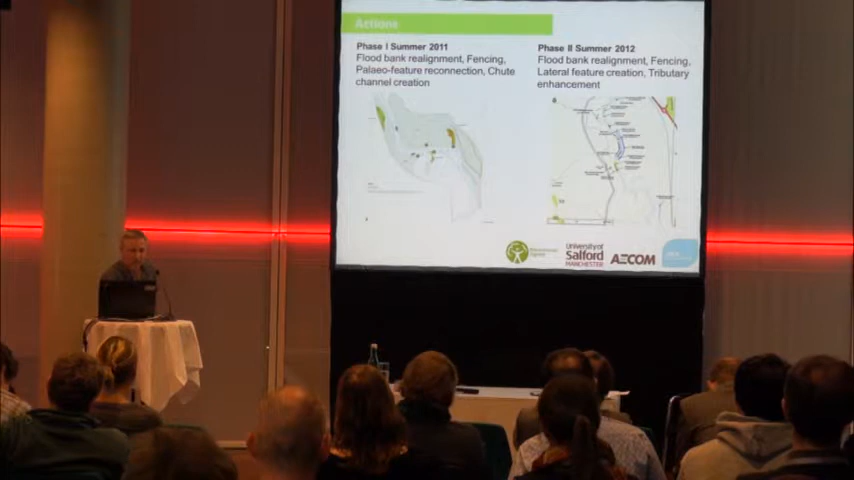 Actions
Phase I Summer 2011
Flood bank realignment, Fencing,
Palaeo-feature reconnection, Chute
channel creation
Phase II Summer 2012
Flood bank realignment, Fencing,
Lateral feature creation, Tributary
enhancement
University of
Salford
MANCHESTER
AECOM